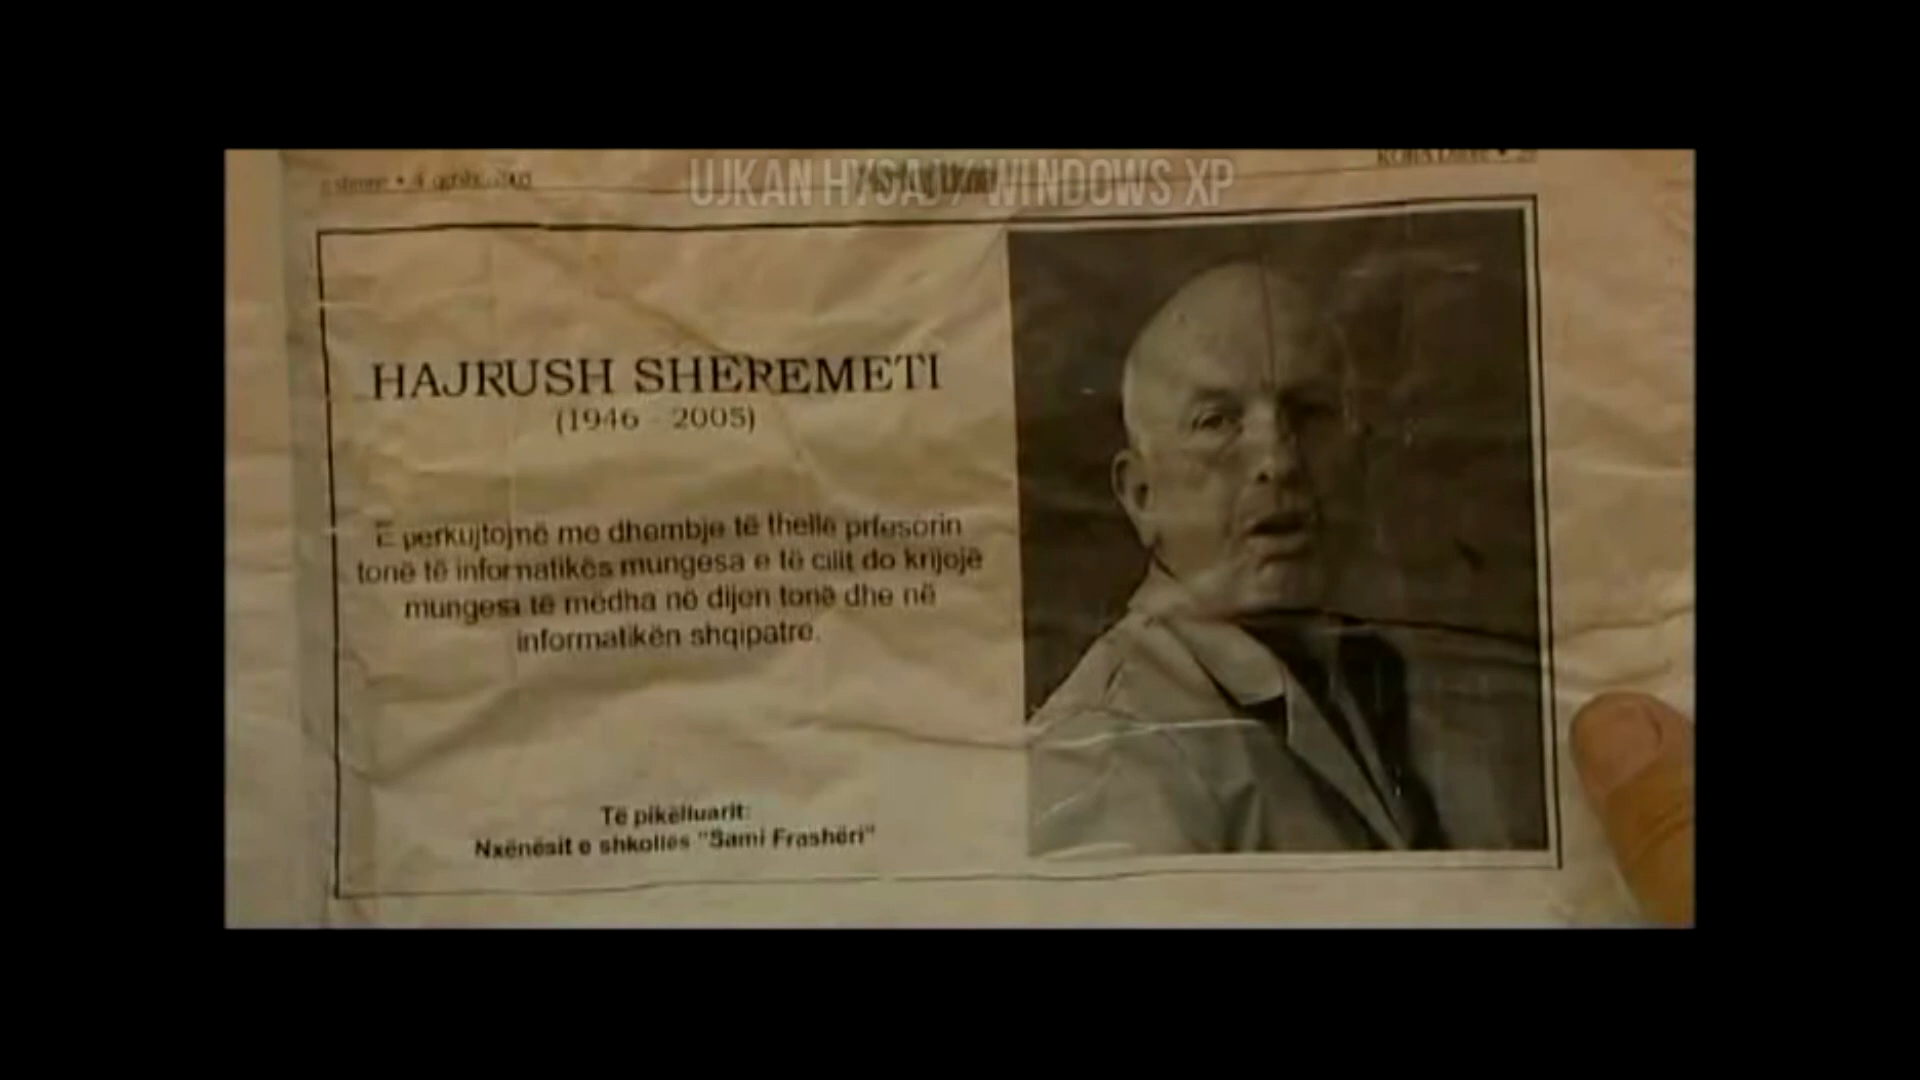 UJKAN HYSAJ / WINDOWS XP
HAJRUSH SHEREMETI
(1946 - 2005)
E perkujtojmë me dhembje të thellë prfesorin
tonë të informatikës mungesa e të cilit do krijojë
mungesa të mëdha në dijen tonë dhe në
informatikën shqipatre.
Të pikëlluarit:
Nxënësit e shkollës "Sami Frashëri"